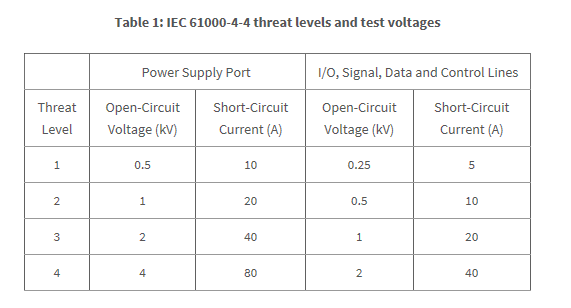 Table 1: IEC 61000-4-4 threat levels and test voltages
Power Supply Port I/O, Signal, Data and Control Lines
Threat Level Open-Circuit Voltage (kV) Short-Circuit Current (A) Open-Circuit Voltage (kV) Short-Circuit Current (A)
1 0.5 10 0.25 5
2 1 20 0.5 10
3 2 40 1 20
4 4 80 2 40